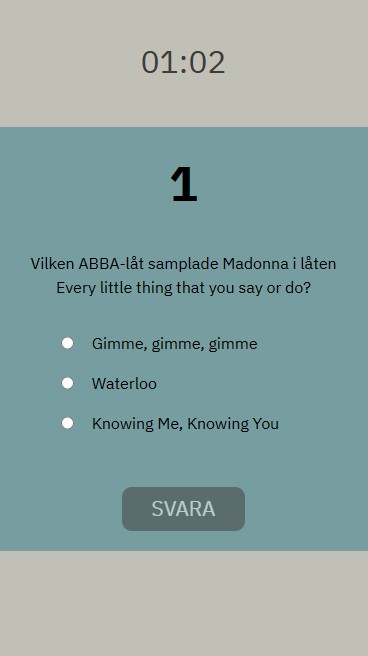 01:02
1
Vilken ABBA-låt samplade Madonna i låten
Every little thing that you say or do?
Gimme, gimme, gimme
Waterloo
Knowing Me, Knowing You
SVARA